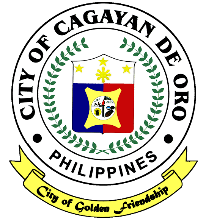 CITY OF CAGAYAN DE ORO
PHILIPPINES
City of Golden Friendship